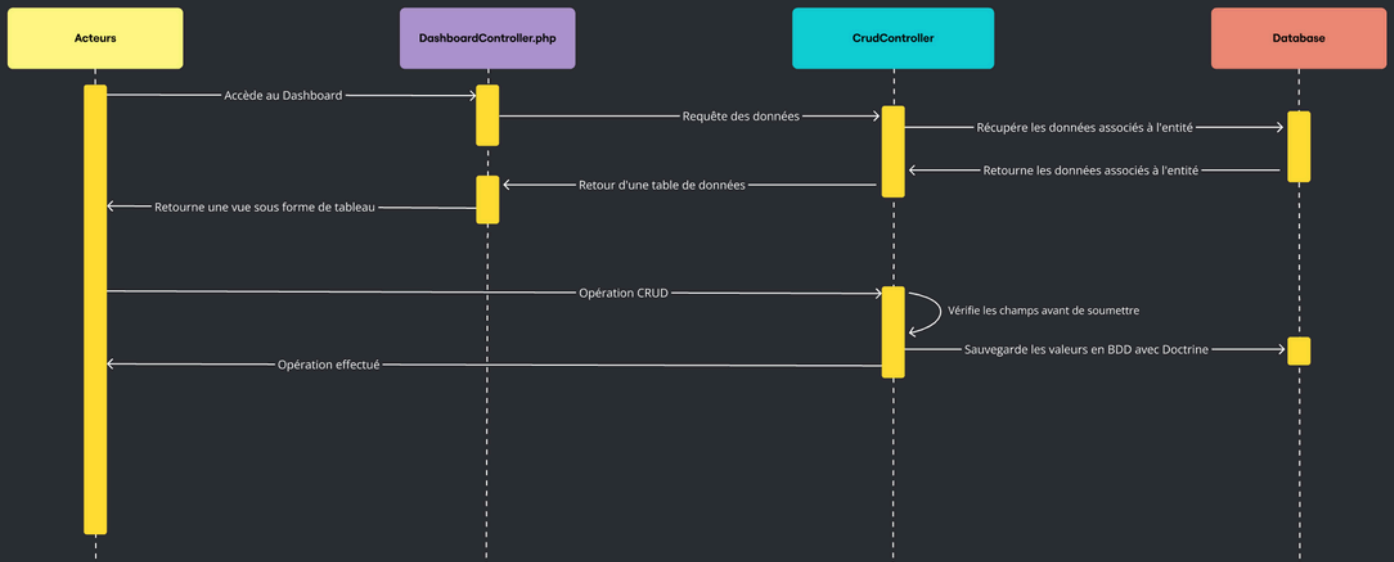 Acteurs
DashboardController.php
CrudController
Database
Accède au Dashboard
Requête des données
Récupére les données associés à l'entité
Retourne les données associés à l'entité
Retour d'une table de données
Retourne une vue sous forme de tableau
Opération CRUD
Vérifie les champs avant de soumettre
Sauvegarde les valeurs en BDD avec Doctrine
Opération effectué